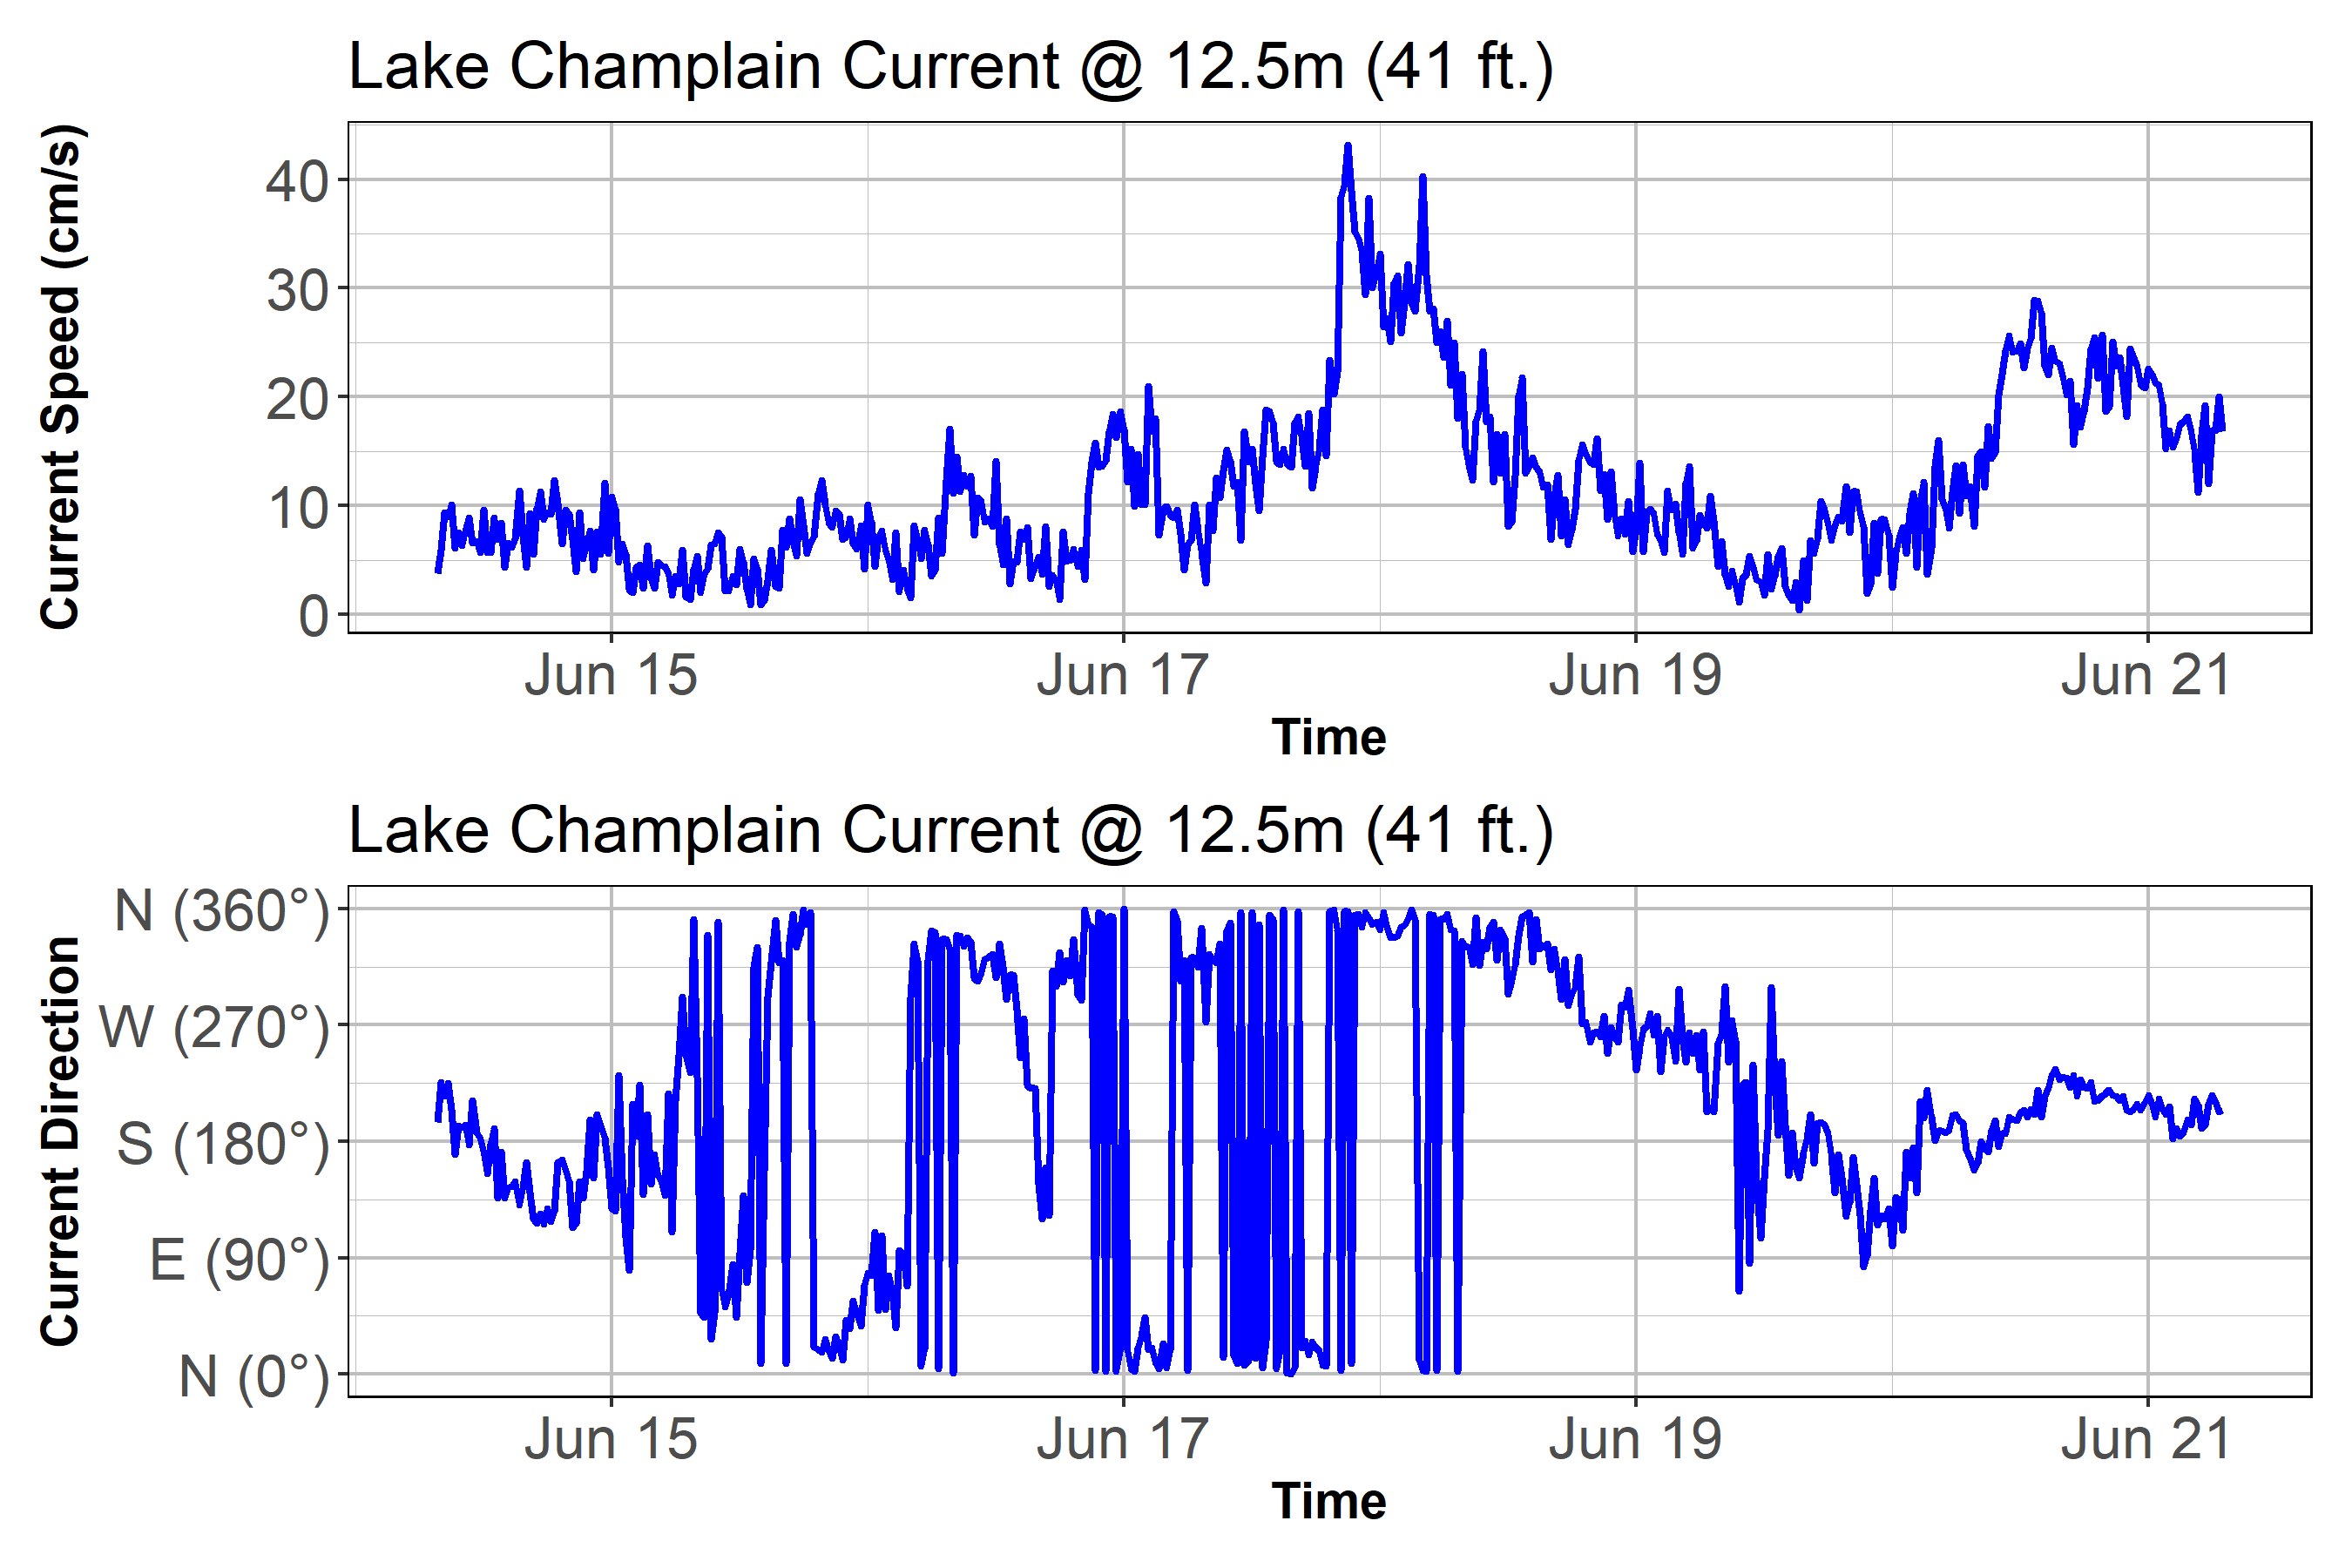 Lake Champlain Current @ 12.5m (41 ft.)
Current Speed (cm/s)
40
30
20
10
0
Jun 15 Jun 17 Jun 19 Jun 21
Time
Lake Champlain Current @ 12.5m (41 ft.)
Current Direction
N (360°)
W (270°)
S (180°)
E (90°)
N (0°)
Jun 15 Jun 17 Jun 19 Jun 21
Time